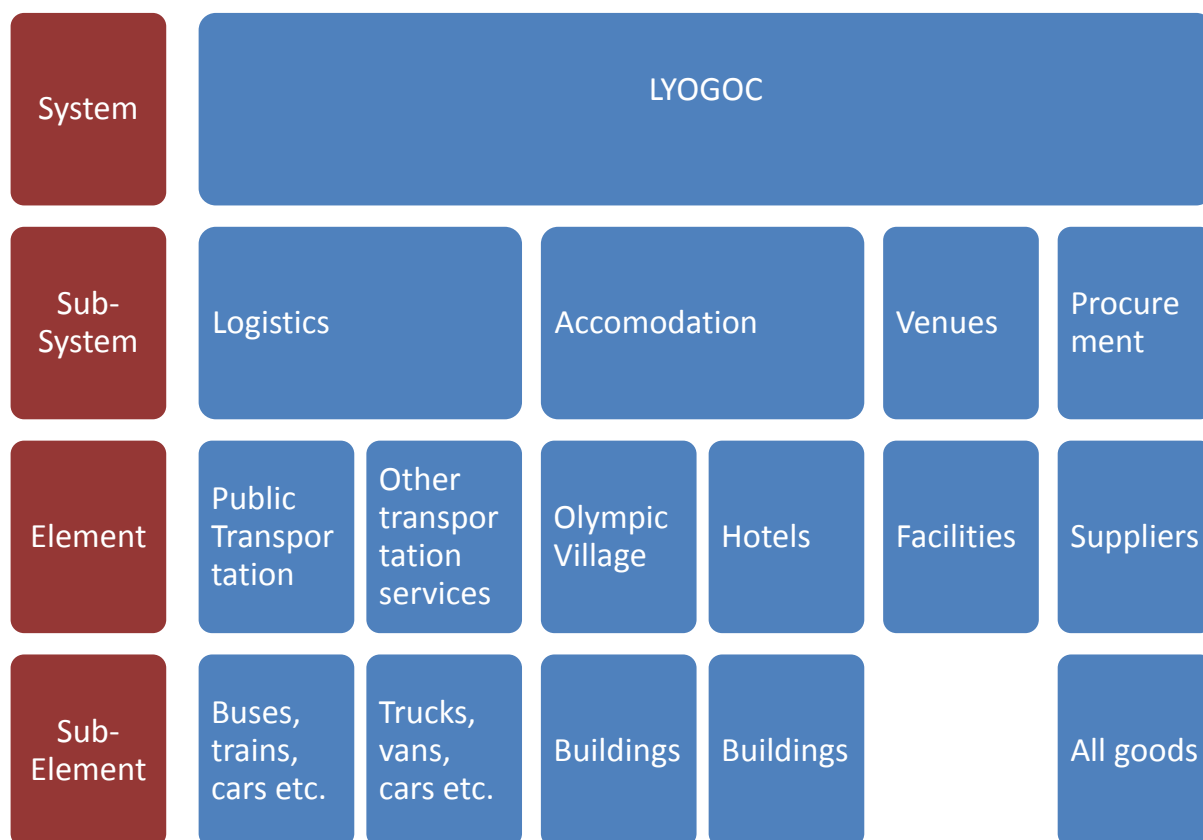 System
LYOGOC
Sub-
System
Logistics
Accomodation
Venues
Procure
ment
Element
Public
Transpor
tation
Other
transpor
tation
services
Olympic
Village
Hotels
Facilities
Suppliers
Sub-
Element
Buses,
trains,
cars etc.
Trucks,
vans,
cars etc.
Buildings
Buildings
All goods